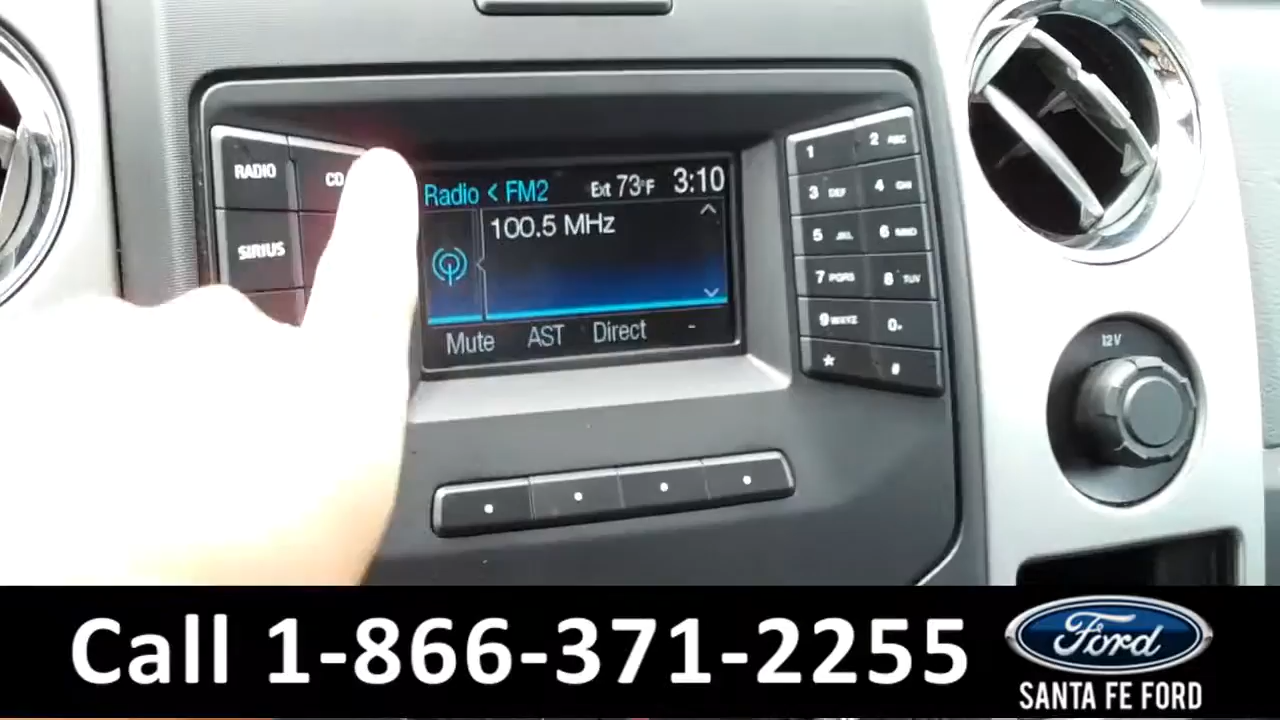 RADIO
CD
SIRIUS
Radio < FM2 Ext 73°F 3:10
100.5 MHz
Mute AST Direct -
1 2 ABC
3 DEF 4 GHI
5 JKL 6 MNO
7 PQRS 8 TUV
9 WXYZ 0+
* #
12V
Call 1-866-371-2255
Ford
SANTA FE FORD